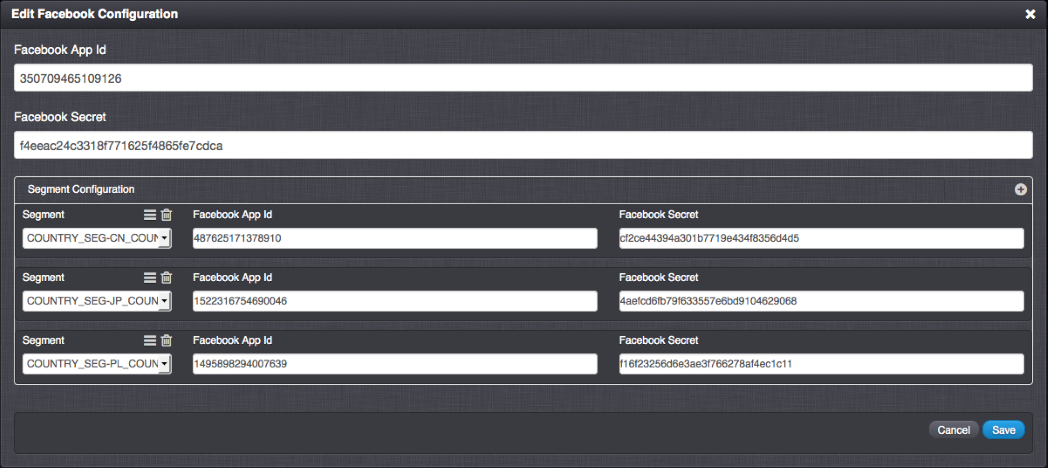 Edit Facebook Configuration
Facebook App Id
350709465109126
Facebook Secret
f4eeac24c3318f771625f4865fe7cdca
Segment Configuration
Segment Facebook App Id Facebook Secret
COUNTRY_SEG-CN_COUN 487625171378910 cf2ce44394a301b7719e434f8356d4d5
Segment Facebook App Id Facebook Secret
COUNTRY_SEG-JP_COUN 1522316754690046 4aefcd6fb79f633557e6bd9104629068
Segment Facebook App Id Facebook Secret
COUNTRY_SEG-PL_COUN 1495898294007639 f16f23256d6e3ae3f766278af4ec1c11
Cancel Save